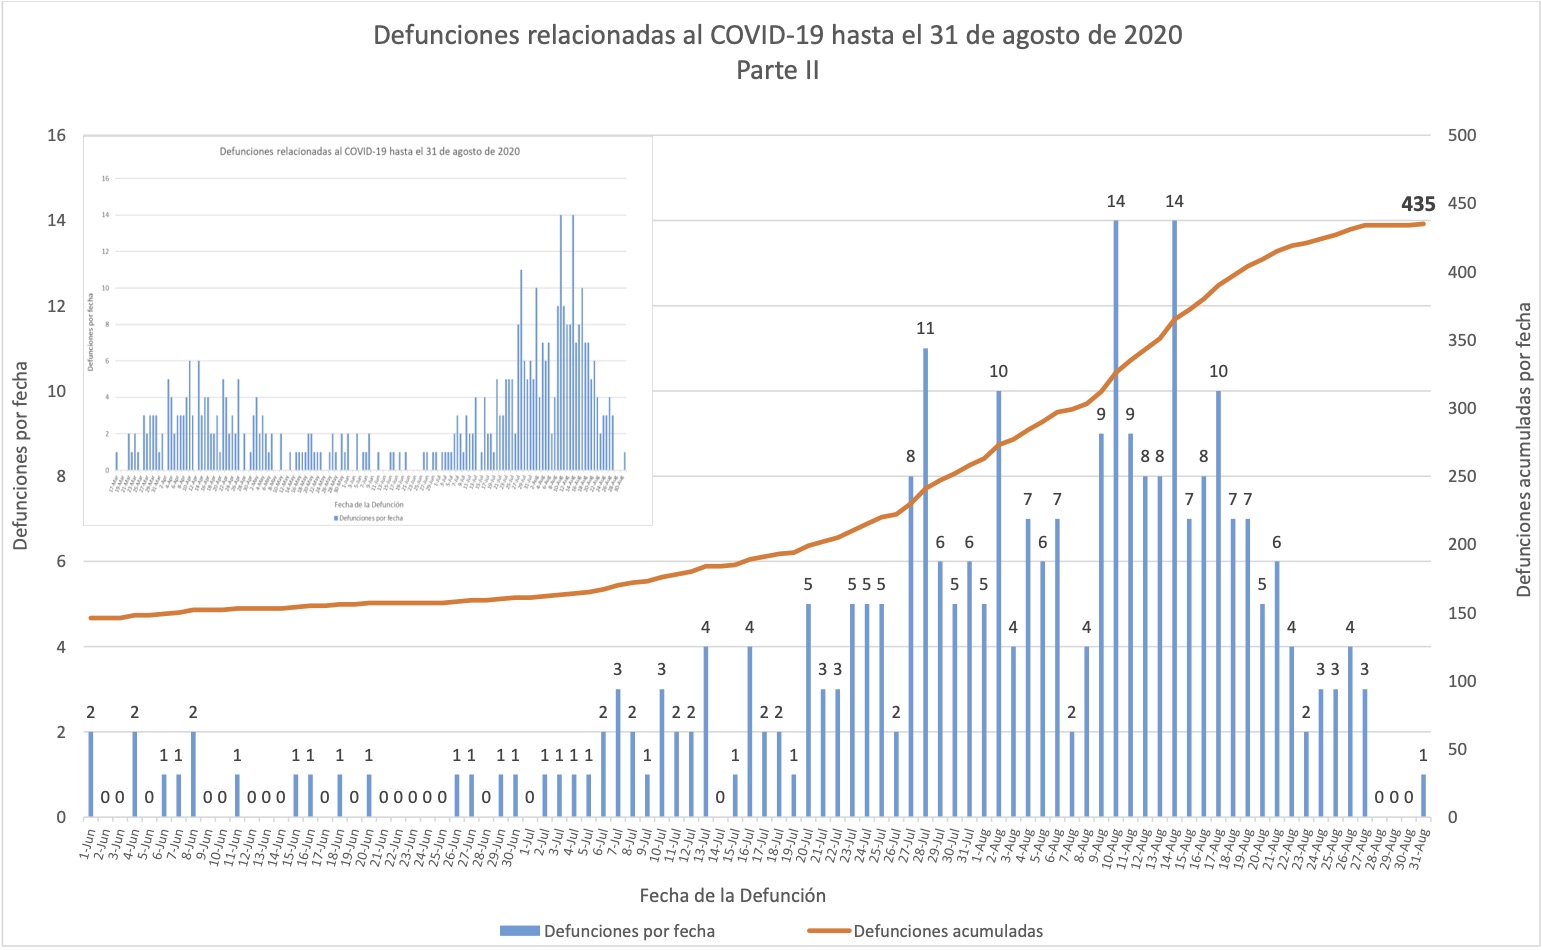 Defunciones relacionadas al COVID-19 hasta el 31 de agosto de 2020
Parte II
16
14
12
10
8
6
4
2
0
Defunciones por fecha
500
450
400
350
300
250
200
150
100
50
0
Defunciones acumuladas por fecha
Defunciones relacionadas al COVID-19 hasta el 31 de agosto de 2020
16
14
12
10
8
6
4
2
0
Defunciones por fecha
Fecha de la Defunción
Defunciones por fecha
435
2 0 0 2 0 1 1 2 0 0 1 0 0 0 1 1 0 1 0 1 0 0 0 0 0 1 1 0 1 1 0 1 1 1 1 2 3 2 1 3 2 2 4 0 1 4 2 2 1 5 3 3 5 5 5 2 8 11 6 5 6 5 10 4 7 6 7 2 4 9 14 9 8 8 14 7 8 10 7 7 5 6 4 2 3 3 4 3 0 0 0 1
1-Jun 2-Jun 3-Jun 4-Jun 5-Jun 6-Jun 7-Jun 8-Jun 9-Jun 10-Jun 11-Jun 12-Jun 13-Jun 14-Jun 15-Jun 16-Jun 17-Jun 18-Jun 19-Jun 20-Jun 21-Jun 22-Jun 23-Jun 24-Jun 25-Jun 26-Jun 27-Jun 28-Jun 29-Jun 30-Jun 1-Jul 2-Jul 3-Jul 4-Jul 5-Jul 6-Jul 7-Jul 8-Jul 9-Jul 10-Jul 11-Jul 12-Jul 13-Jul 14-Jul 15-Jul 16-Jul 17-Jul 18-Jul 19-Jul 20-Jul 21-Jul 22-Jul 23-Jul 24-Jul 25-Jul 26-Jul 27-Jul 28-Jul 29-Jul 30-Jul 31-Jul 1-Aug 2-Aug 3-Aug 4-Aug 5-Aug 6-Aug 7-Aug 8-Aug 9-Aug 10-Aug 11-Aug 12-Aug 13-Aug 14-Aug 15-Aug 16-Aug 17-Aug 18-Aug 19-Aug 20-Aug 21-Aug 22-Aug 23-Aug 24-Aug 25-Aug 26-Aug 27-Aug 28-Aug 29-Aug 30-Aug 31-Aug
Fecha de la Defunción
Defunciones por fecha
Defunciones acumuladas